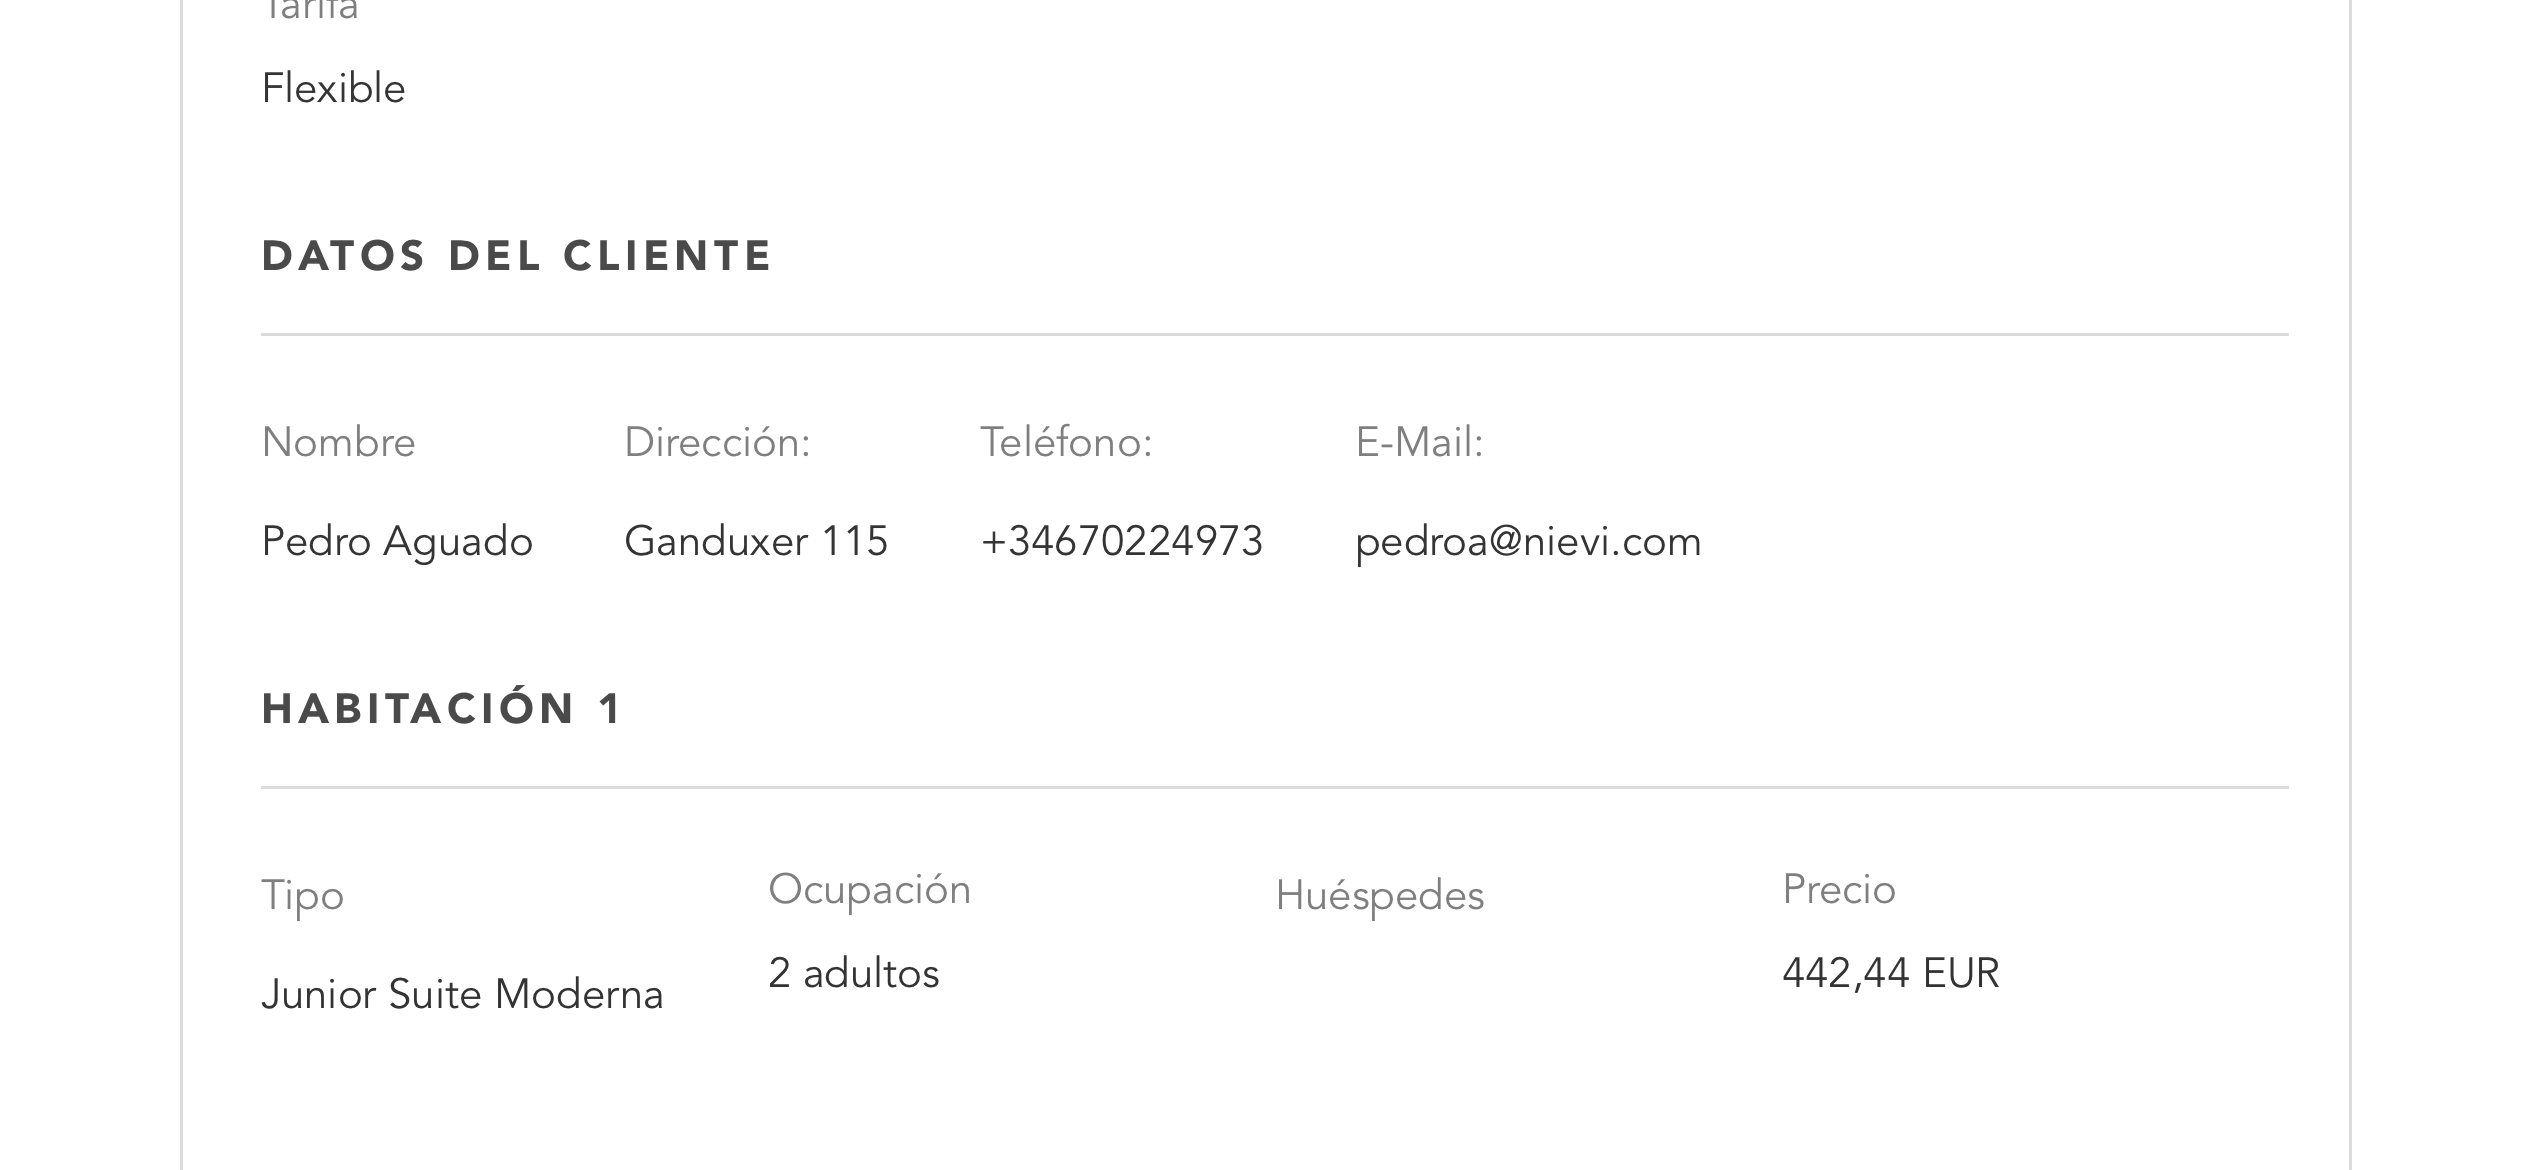 Tarifa
Flexible
DATOS DEL CLIENTE
Nombre Dirección: Teléfono: E-Mail:
Pedro Aguado Ganduxer 115 +34670224973 pedroa@nievi.com
HABITACIÓN 1
Tipo Ocupación Huéspedes Precio
Junior Suite Moderna 2 adultos 442,44 EUR